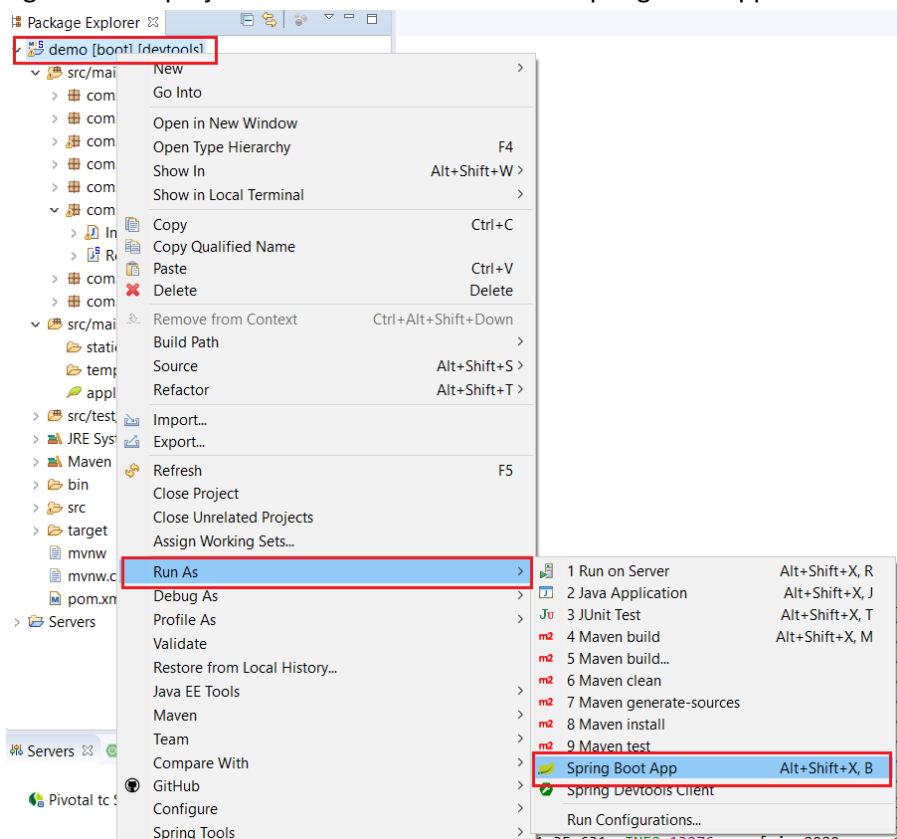 Package Explorer
demo [boot] [devtools]
src/mai
com
com
com
com
com
com
In
Re
com
com
src/mai
stati
temp
appl
src/test
JRE Sys
Maven
bin
src
target
mvnw
mvnw.c
pom.xm
Servers
New
Go Into
Open in New Window
Open Type Hierarchy F4
Show In Alt+Shift+W
Show in Local Terminal
Copy Ctrl+C
Copy Qualified Name
Paste Ctrl+V
Delete Delete
Remove from Context Ctrl+Alt+Shift+Down
Build Path
Source Alt+Shift+S
Refactor Alt+Shift+T
Import...
Export...
Refresh F5
Close Project
Close Unrelated Projects
Assign Working Sets...
Run As
Debug As
Profile As
Validate
Restore from Local History...
Java EE Tools
Maven
Team
Compare With
GitHub
Configure
Spring Tools
1 Run on Server Alt+Shift+X, R
2 Java Application Alt+Shift+X, J
3 JUnit Test Alt+Shift+X, T
4 Maven build Alt+Shift+X, M
5 Maven build...
6 Maven clean
7 Maven generate-sources
8 Maven install
9 Maven test
Spring Boot App Alt+Shift+X, B
Spring Devtools Client
Run Configurations...
Servers
Pivotal tc S